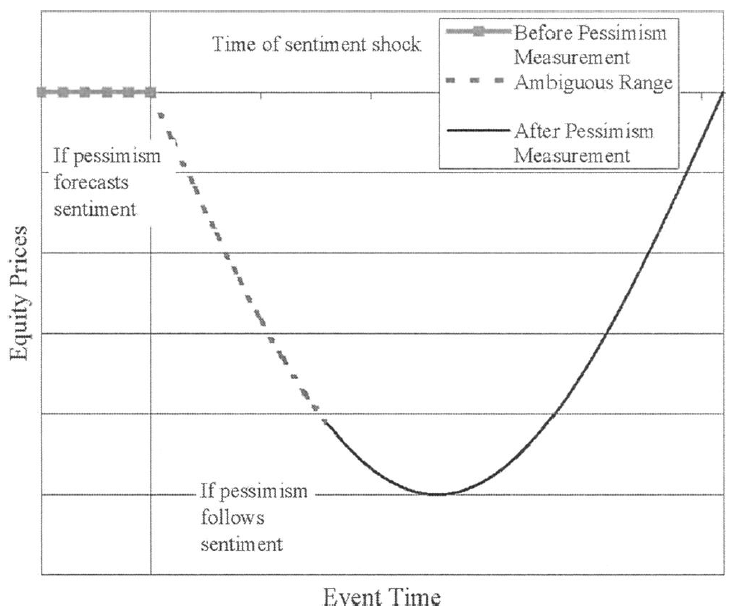 Time of sentiment shock
Before Pessimism
Measurement
Ambiguous Range
After Pessimism
Measurement
If pessimism
forecasts
sentiment
Equity Prices
If pessimism
follows
sentiment
Event Time